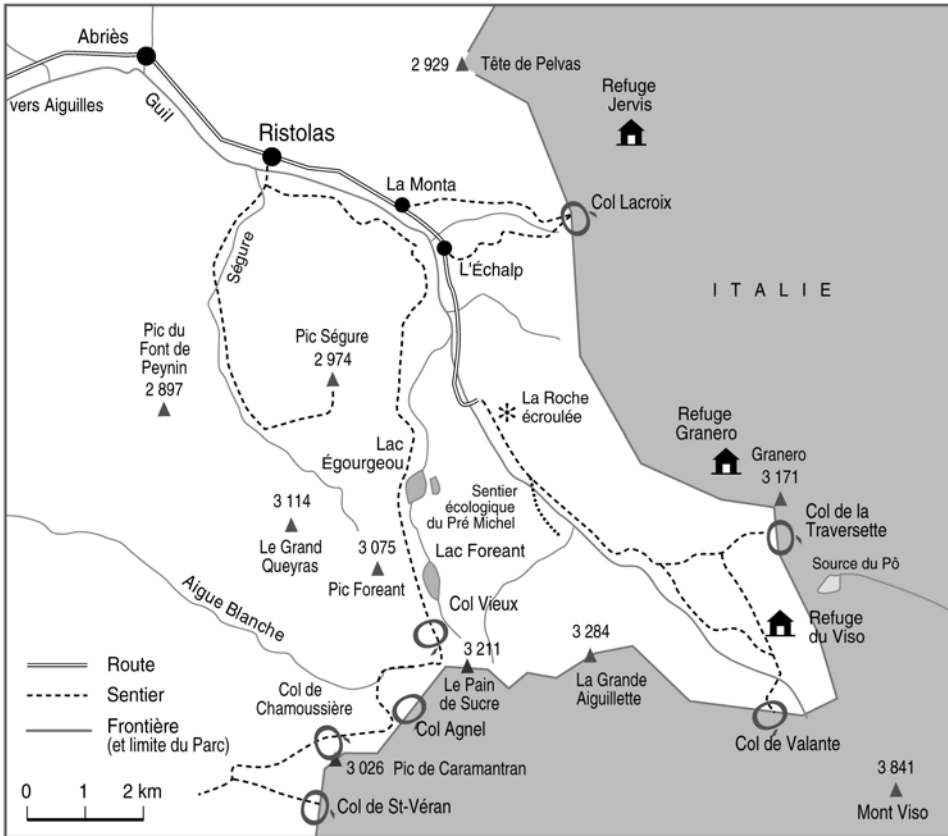 Abriès
2 929
Tête de Pelvas
vers Aiguilles
Guil
Refuge
Jervis
Ristolas
La Monta
Col Lacroix
Ségure
L'Échalp
ITALIE
Pic du
Font de
Peynin
2 897
Pic Ségure
2 974
La Roche
écroulée
Refuge
Granero
Granero
3 171
Lac
Égourgeou
Sentier
écologique
du Pré Michel
Col de la
Traversette
3 114
Le Grand
Queyras
3 075
Pic Foreant
Lac Foreant
Source du Pô
Aigue Blanche
Col Vieux
Refuge
du Viso
3 211
Le Pain
de Sucre
3 284
La Grande
Aiguillette
Route
Sentier
Frontière
(et limite du Parc)
Col de
Chamoussière
Col Agnel
Col de Valante
3 026 Pic de Caramantran
3 841
Mont Viso
0 1 2 km
Col de St-Véran